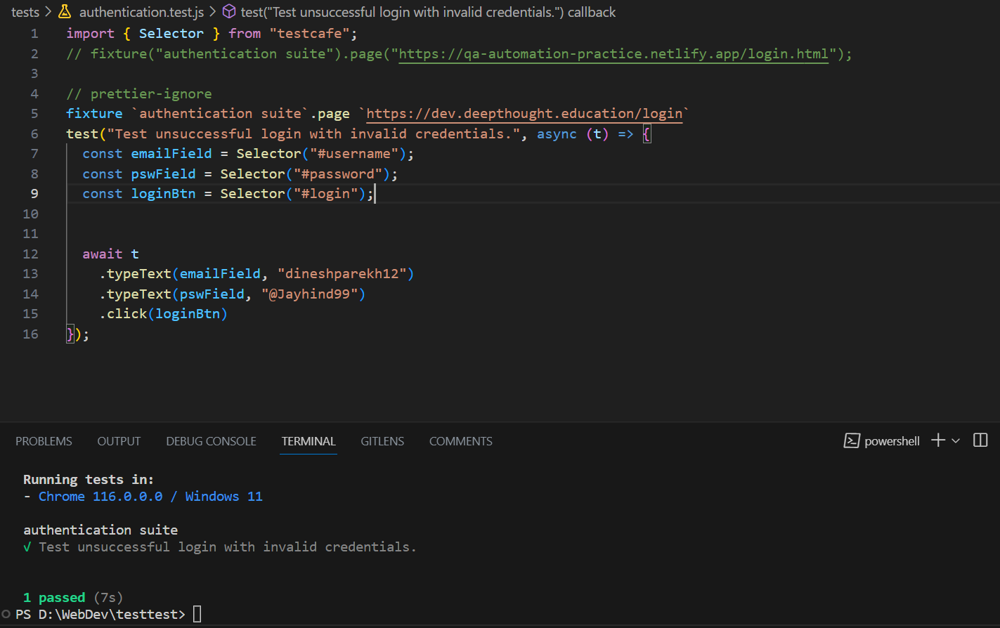 tests > authentication.test.js > test("Test unsuccessful login with invalid credentials.") callback
1 import { Selector } from "testcafe";
2 // fixture("authentication suite").page("https://qa-automation-practice.netlify.app/login.html");
3
4 // prettier-ignore
5 fixture `authentication suite`.page `https://dev.deepthought.education/login`
6 test("Test unsuccessful login with invalid credentials.", async (t) => {
7 const emailField = Selector("#username");
8 const pswField = Selector("#password");
9 const loginBtn = Selector("#login");
10
11
12 await t
13 .typeText(emailField, "dineshparekh12")
14 .typeText(pswField, "@Jayhind99")
15 .click(loginBtn)
16 });
PROBLEMS OUTPUT DEBUG CONSOLE TERMINAL GITLENS COMMENTS powershell
Running tests in:
- Chrome 116.0.0.0 / Windows 11
authentication suite
√ Test unsuccessful login with invalid credentials.
1 passed (7s)
PS D:\WebDev\testtest>